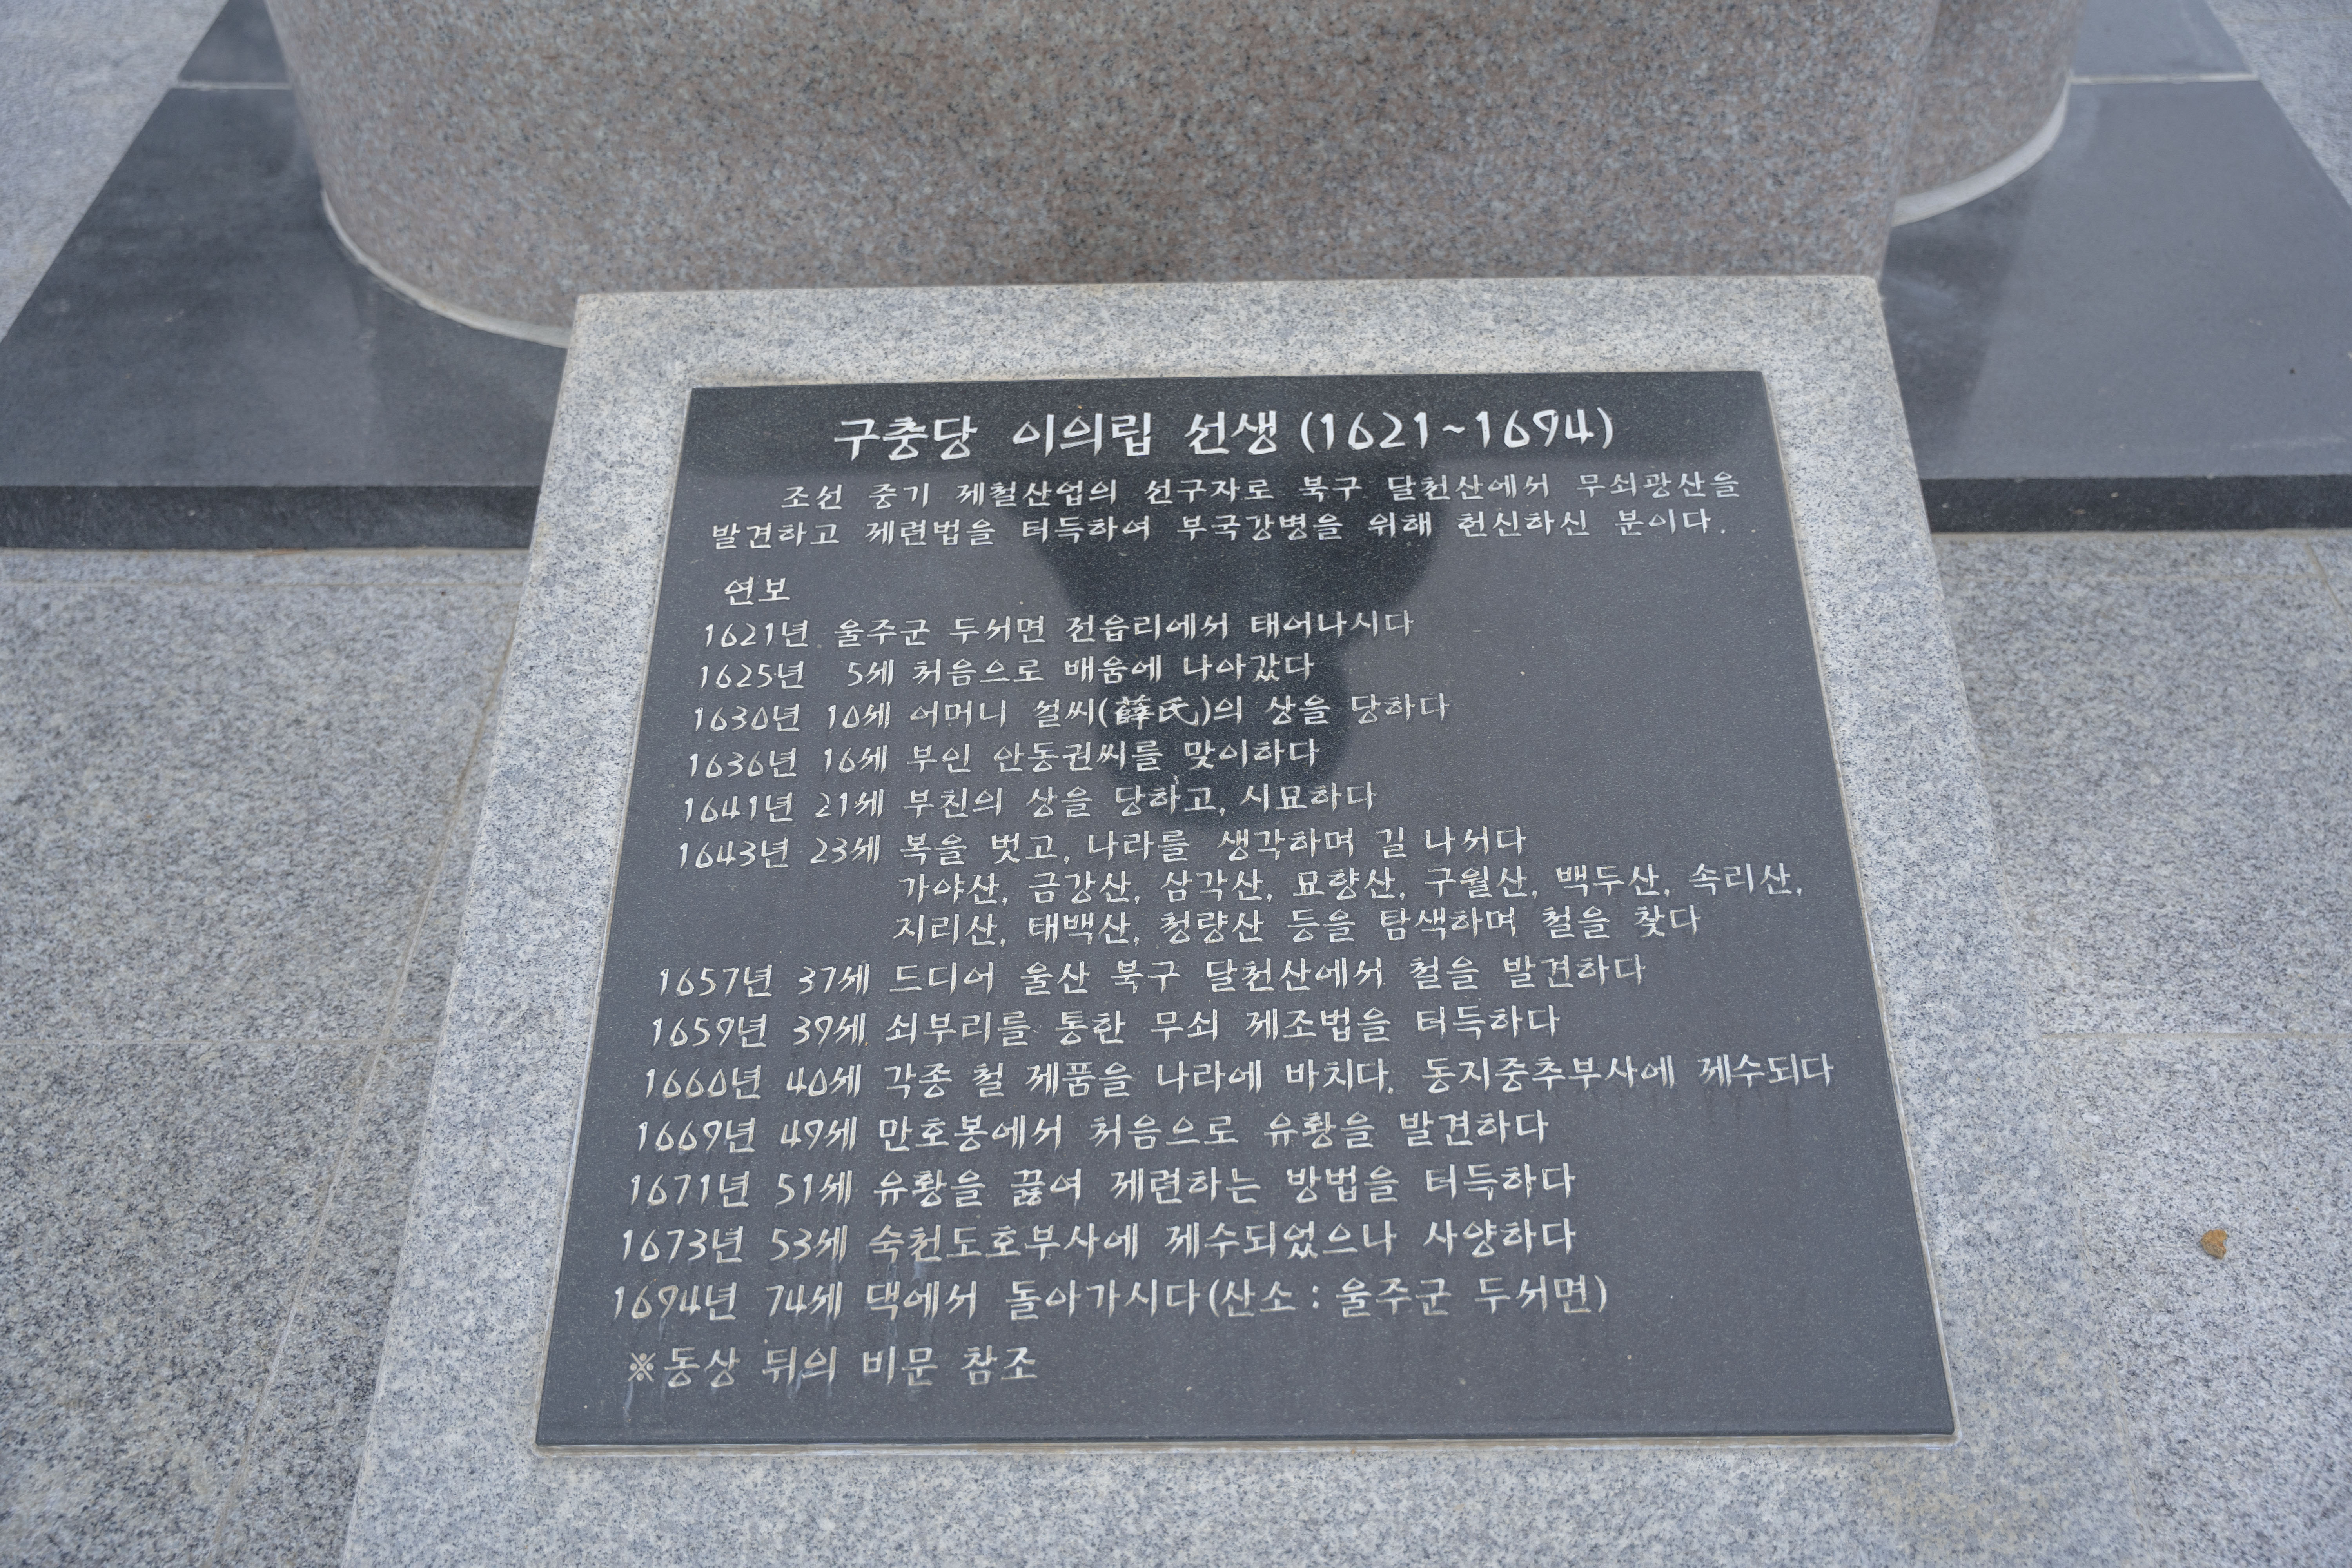 구충당 이의립 선생 (1621~1694)
조선 중기 제철산업의 선구자로 북구 달천산에서 무쇠광산을
발견하고 제련법을 터득하여 부국강병을 위해 헌신하신 분이다.
연보
1621년 울주군 두서면 전읍리에서 태어나시다
1625년 5세 처음으로 배움에 나아갔다
1630년 10세 어머니 설씨(薛氏)의 상을 당하다
1636년 16세 부인 안동권씨를 맞이하다
1641년 21세 부친의 상을 당하고, 시묘하다
1643년 23세 복을 벗고, 나라를 생각하며 길 나서다
가야산, 금강산, 삼각산, 묘향산, 구월산, 백두산, 속리산,
지리산, 태백산, 청량산 등을 탐색하며 철을 찾다
1657년 37세 드디어 울산 북구 달천산에서 철을 발견하다
1659년 39세 쇠부리를 통한 무쇠 제조법을 터득하다
1660년 40세 각종 철 제품을 나라에 바치다, 동지중추부사에 제수되다
1669년 49세 만호봉에서 처음으로 유황을 발견하다
1671년 51세 유황을 끓여 제련하는 방법을 터득하다
1673년 53세 숙천도호부사에 제수되었으나 사양하다
1694년 74세 댁에서 돌아가시다(산소 : 울주군 두서면)
※동상 뒤의 비문 참조